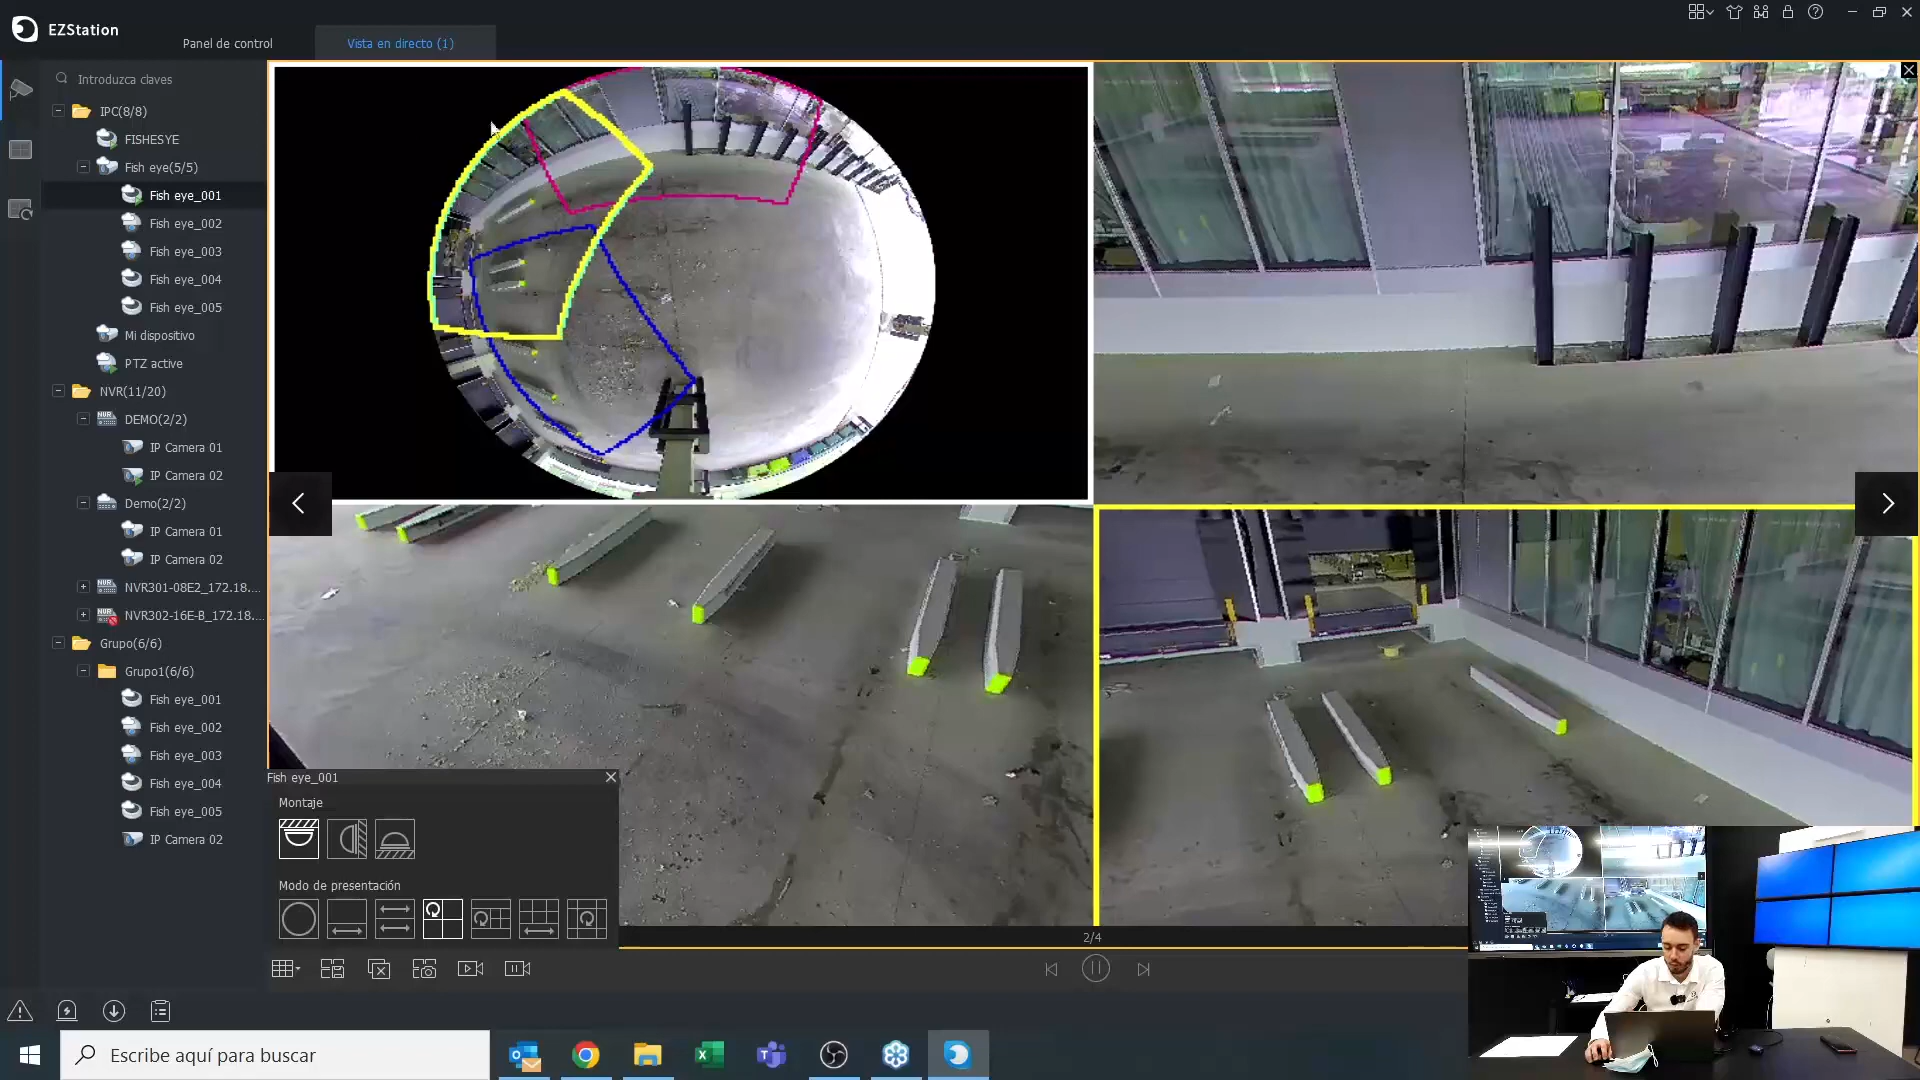 EZStation
Panel de control
Vista en directo (1)
Introduzca claves
IPC(8/8)
FISHESYE
Fish eye(5/5)
Fish eye_001
Fish eye_002
Fish eye_003
Fish eye_004
Fish eye_005
Mi dispositivo
PTZ active
NVR(11/20)
NVR
DEMO(2/2)
IP Camera 01
IP Camera 02
Demo(2/2)
IP Camera 01
IP Camera 02
NVR
NVR301-08E2_172.18....
NVR
NVR302-16E-B_172.18....
Grupo(6/6)
Grupo1(6/6)
Fish eye_001
Fish eye_002
Fish eye_003
Fish eye_004
Fish eye_005
IP Camera 02
Fish eye_001
Montaje
Modo de presentación
2/4
Escribe aquí para buscar